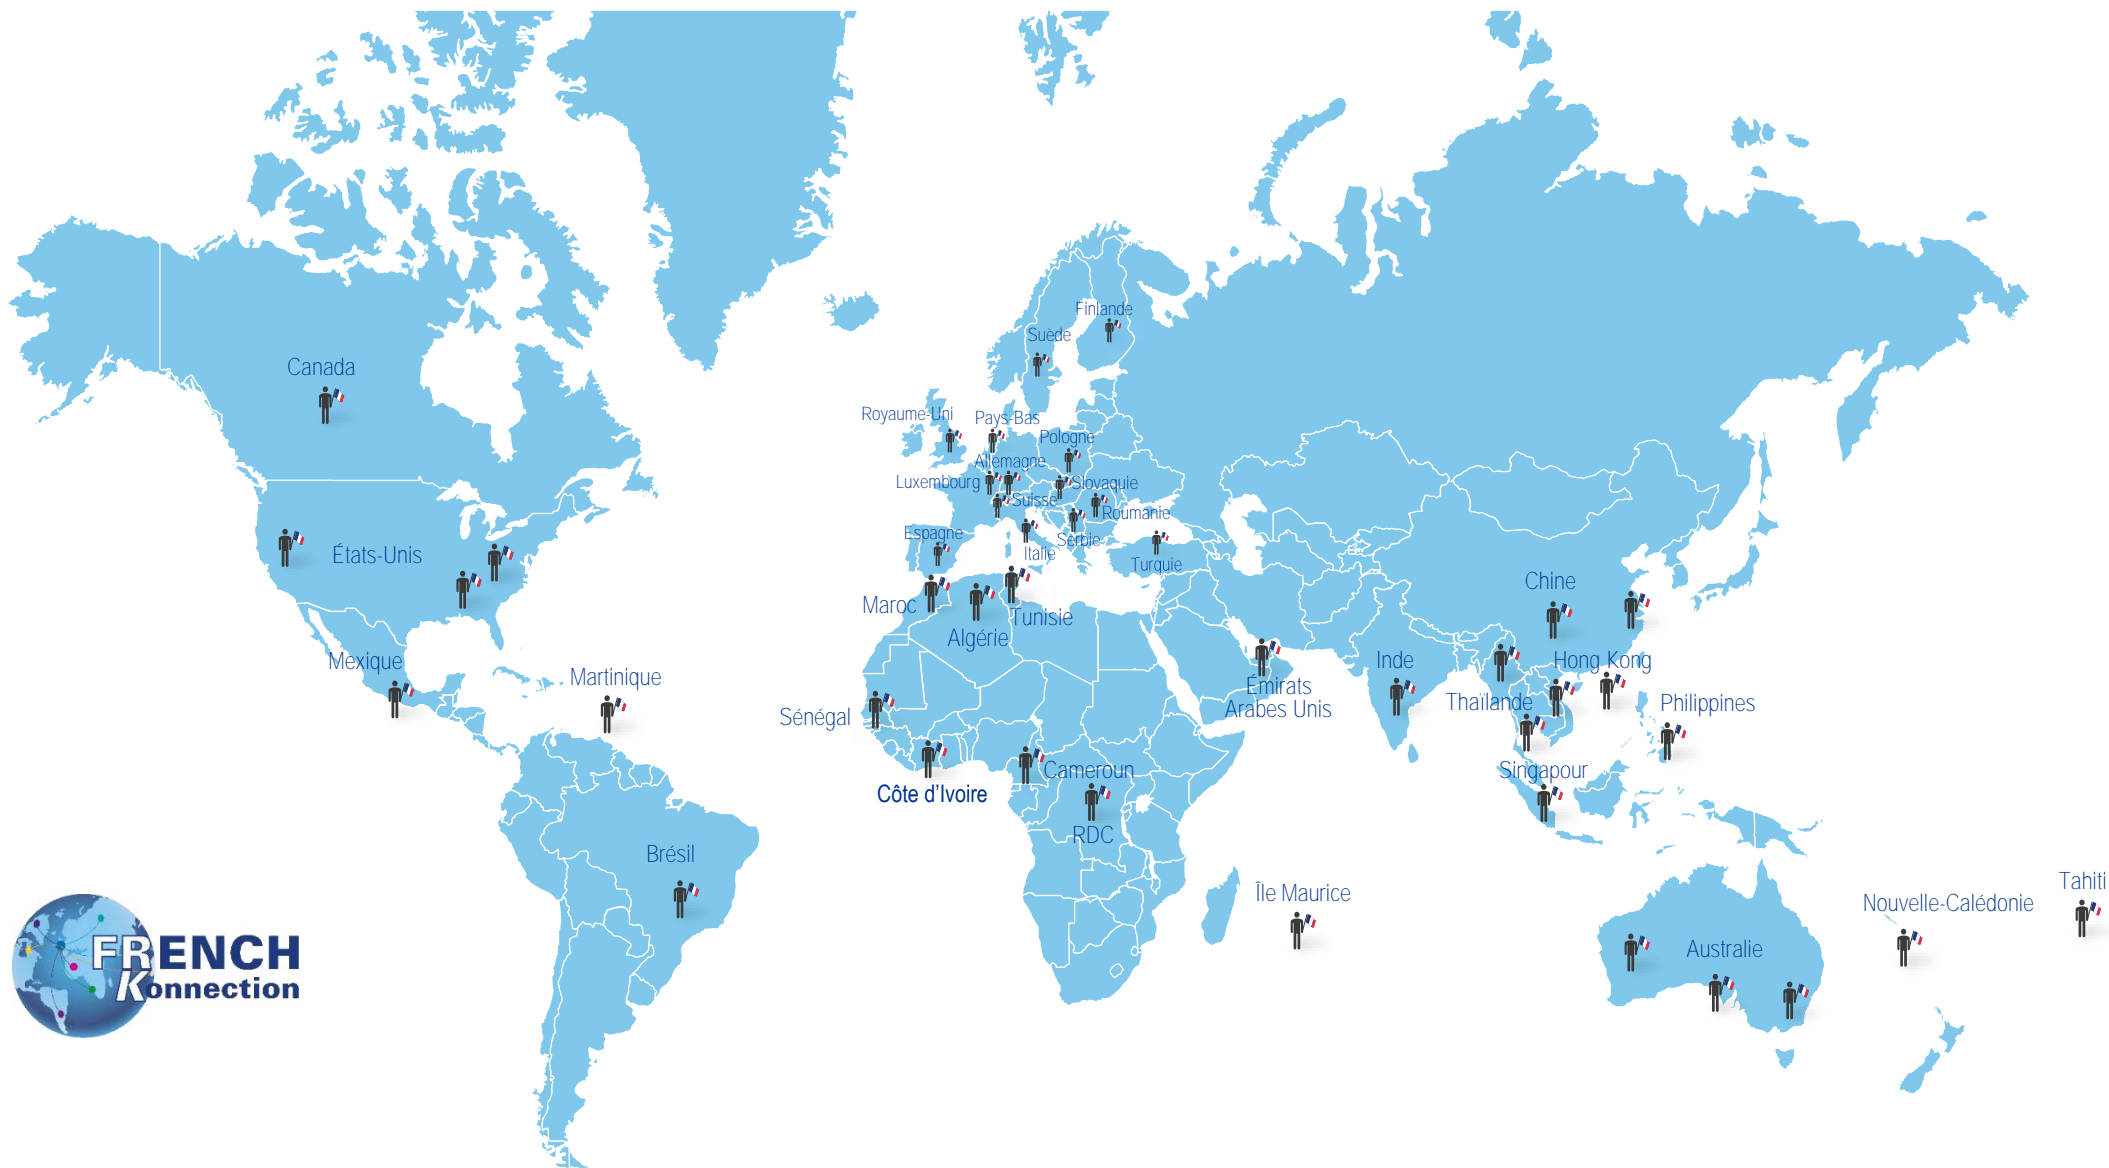 Finlande
Suède
Canada
Royaume-Uni
Pays-Bas
Pologne
Allemagne
Luxembourg
Slovaquie
Suisse
Roumanie
Espagne
Serbie
Italie
Turquie
États-Unis
Chine
Maroc
Tunisie
Algérie
Mexique
Martinique
Inde
Hong Kong
Émirats
Arabes Unis
Thaïlande
Philippines
Sénégal
Cameroun
Singapour
Côte d'Ivoire
RDC
Brésil
Île Maurice
Tahiti
Nouvelle-Calédonie
Australie
FRENCH
Konnection